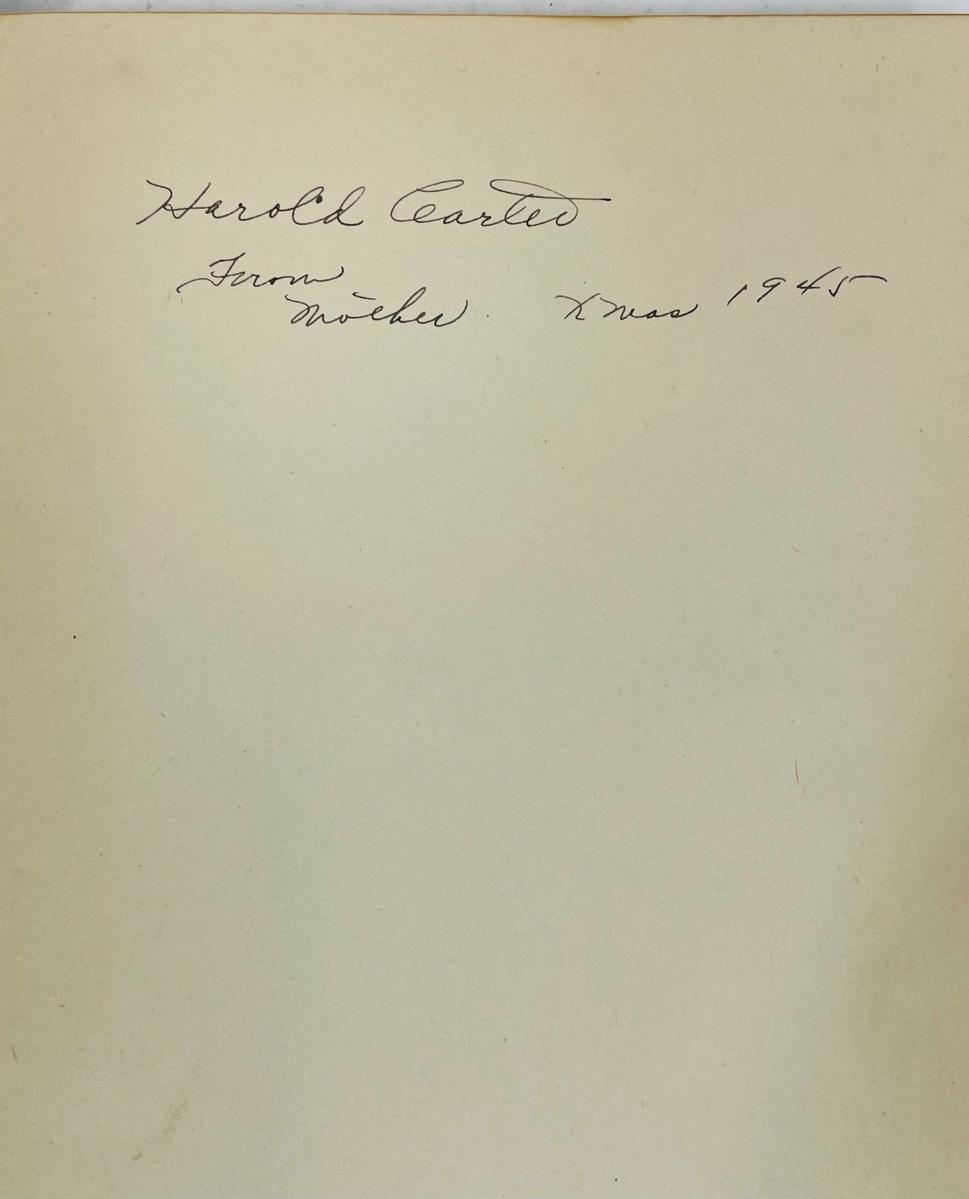 Harold Carter
From
Mother Xmas 1945